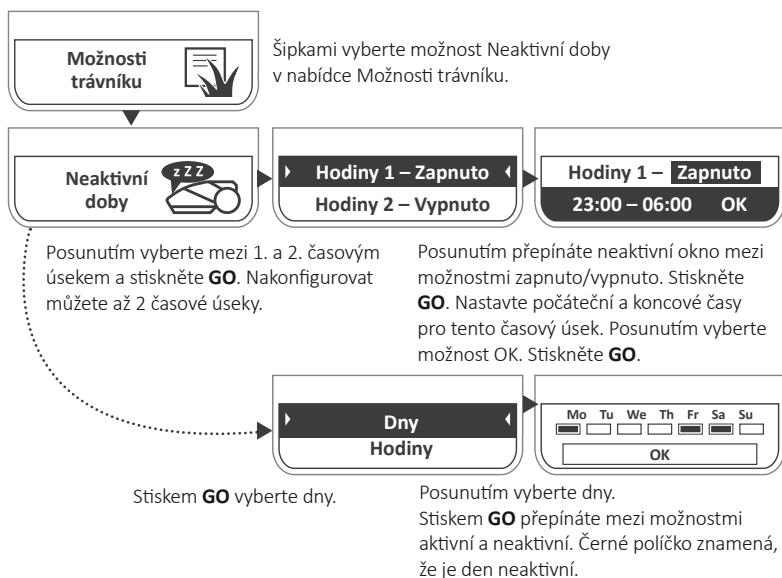 Možnosti
trávníku
Šipkami vyberte možnost Neaktivní doby
v nabídce Možnosti trávníku.
Neaktivní
doby
z Z Z
Hodiny 1 – Zapnuto
Hodiny 2 – Vypnuto
Hodiny 1 – Zapnuto
23:00 – 06:00 OK
Posunutím vyberte mezi 1. a 2. časovým
úsekem a stiskněte GO. Nakonfigurovat
můžete až 2 časové úseky.
Posunutím přepínáte neaktivní okno mezi
možnostmi zapnuto/vypnuto. Stiskněte
GO. Nastavte počáteční a koncové časy
pro tento časový úsek. Posunutím vyberte
možnost OK. Stiskněte GO.
Dny
Hodiny
Mo Tu We Th Fr Sa Su
OK
Stiskem GO vyberte dny.
Posunutím vyberte dny.
Stiskem GO přepínáte mezi možnostmi
aktivní a neaktivní. Černé políčko znamená,
že je den neaktivní.